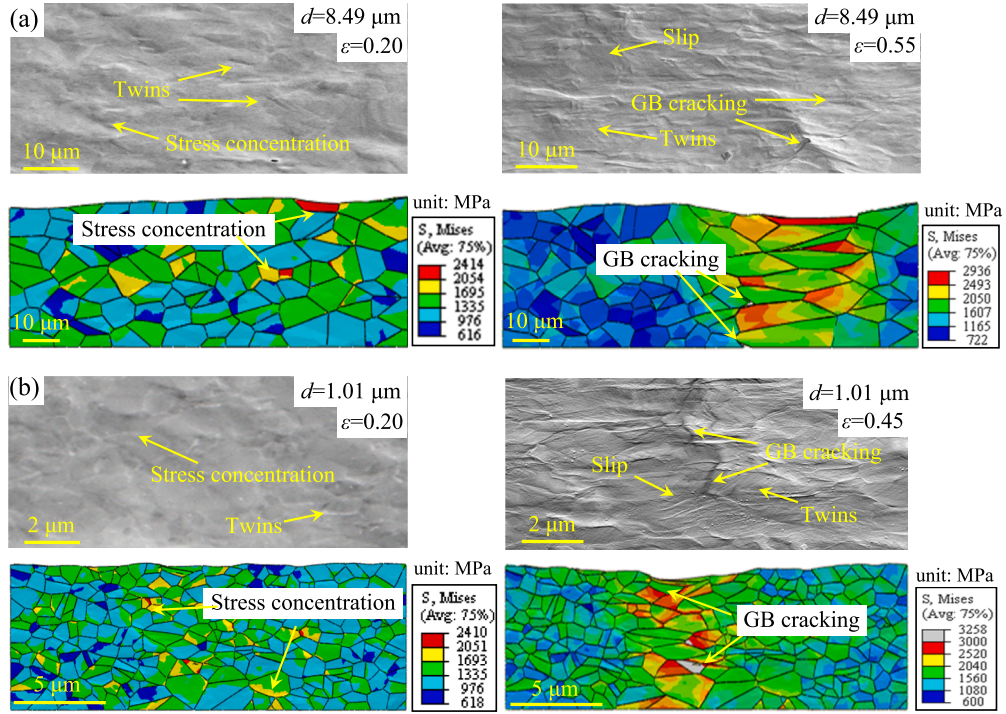 (a)
d=8.49 μm
ε=0.20
Twins
Stress concentration
10 μm
d=8.49 μm
ε=0.55
Slip
GB cracking
Twins
10 μm
Stress concentration
10 μm
unit: MPa
S, Mises
(Avg: 75%)
2414
2054
1695
1335
976
616
GB cracking
10 μm
unit: MPa
S, Mises
(Avg: 75%)
2936
2493
2050
1607
1165
722
(b)
d=1.01 μm
ε=0.20
Stress concentration
Twins
2 μm
d=1.01 μm
ε=0.45
GB cracking
Slip
Twins
2 μm
Stress concentration
5 μm
unit: MPa
S, Mises
(Avg: 75%)
2410
2051
1693
1335
976
618
GB cracking
5 μm
unit: MPa
S, Mises
(Avg: 75%)
3258
3000
2520
2040
1560
1080
600